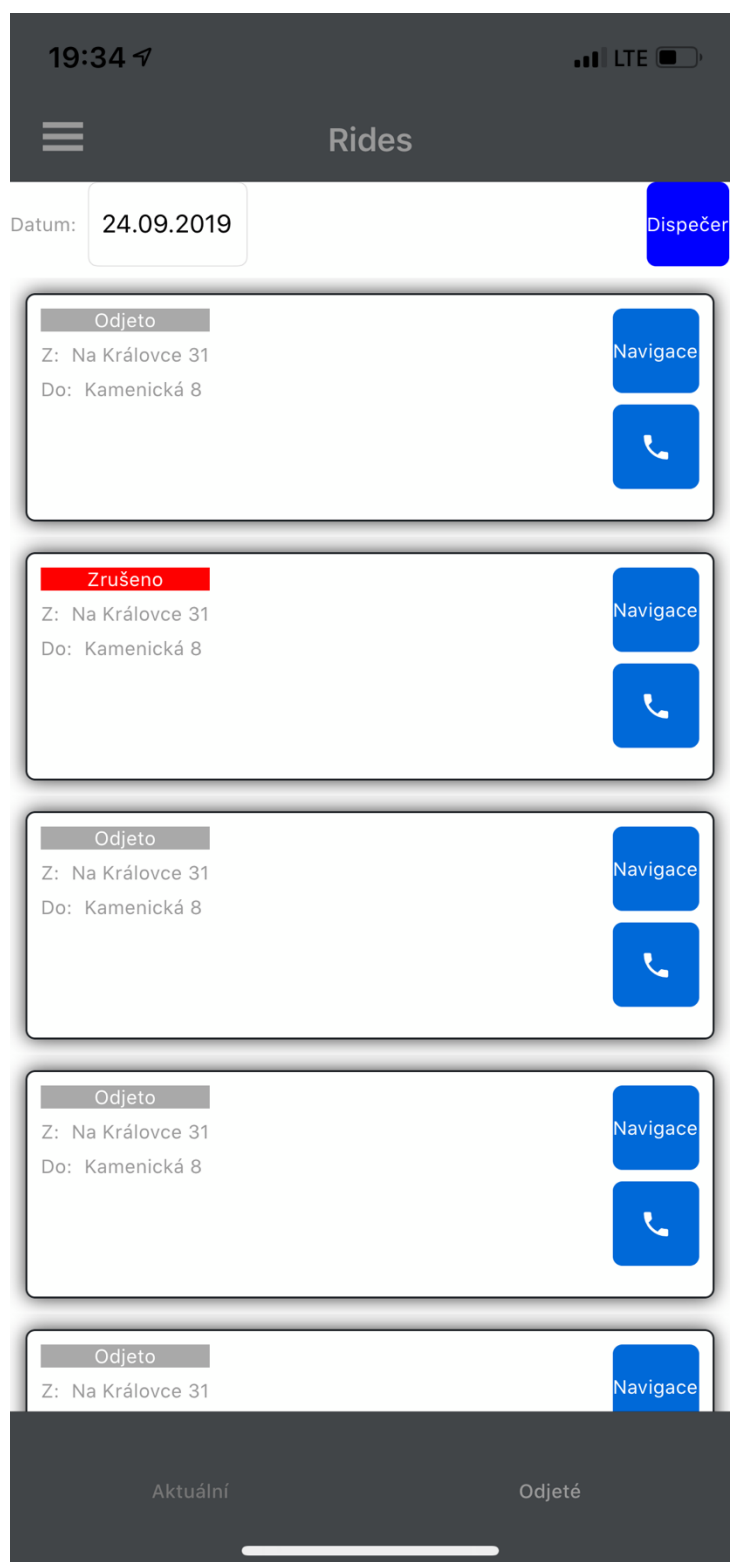 19:34 LTE
Rides
Datum: 24.09.2019 Dispečer
Odjeto
Z: Na Královce 31
Do: Kamenická 8
Navigace
Zrušeno
Z: Na Královce 31
Do: Kamenická 8
Navigace
Odjeto
Z: Na Královce 31
Do: Kamenická 8
Navigace
Odjeto
Z: Na Královce 31
Do: Kamenická 8
Navigace
Odjeto
Z: Na Královce 31
Navigace
Aktuální Odjeté